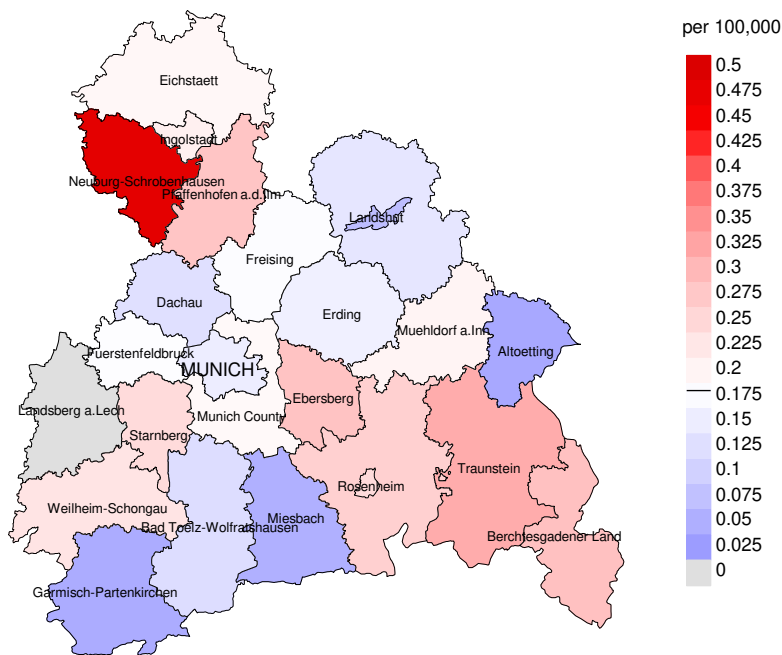 per 100,000
0.5
0.475
0.45
0.425
0.4
0.375
0.35
0.325
0.3
0.275
0.25
0.225
0.2
0.175
0.15
0.125
0.1
0.075
0.05
0.025
0
Eichstaett
Ingolstadt
Neuburg-Schrobenhausen
Pfaffenhofen a.d.Ilm
Landshut
Freising
Dachau
Erding
Muehldorf a.Inn
Altoetting
Fuerstenfeldbruck
MUNICH
Ebersberg
Landsberg a.Lech
Munich County
Starnberg
Traunstein
Rosenheim
Weilheim-Schongau
Miesbach
Bad Toelz-Wolfratshausen
Berchtesgadener Land
Garmisch-Partenkirchen